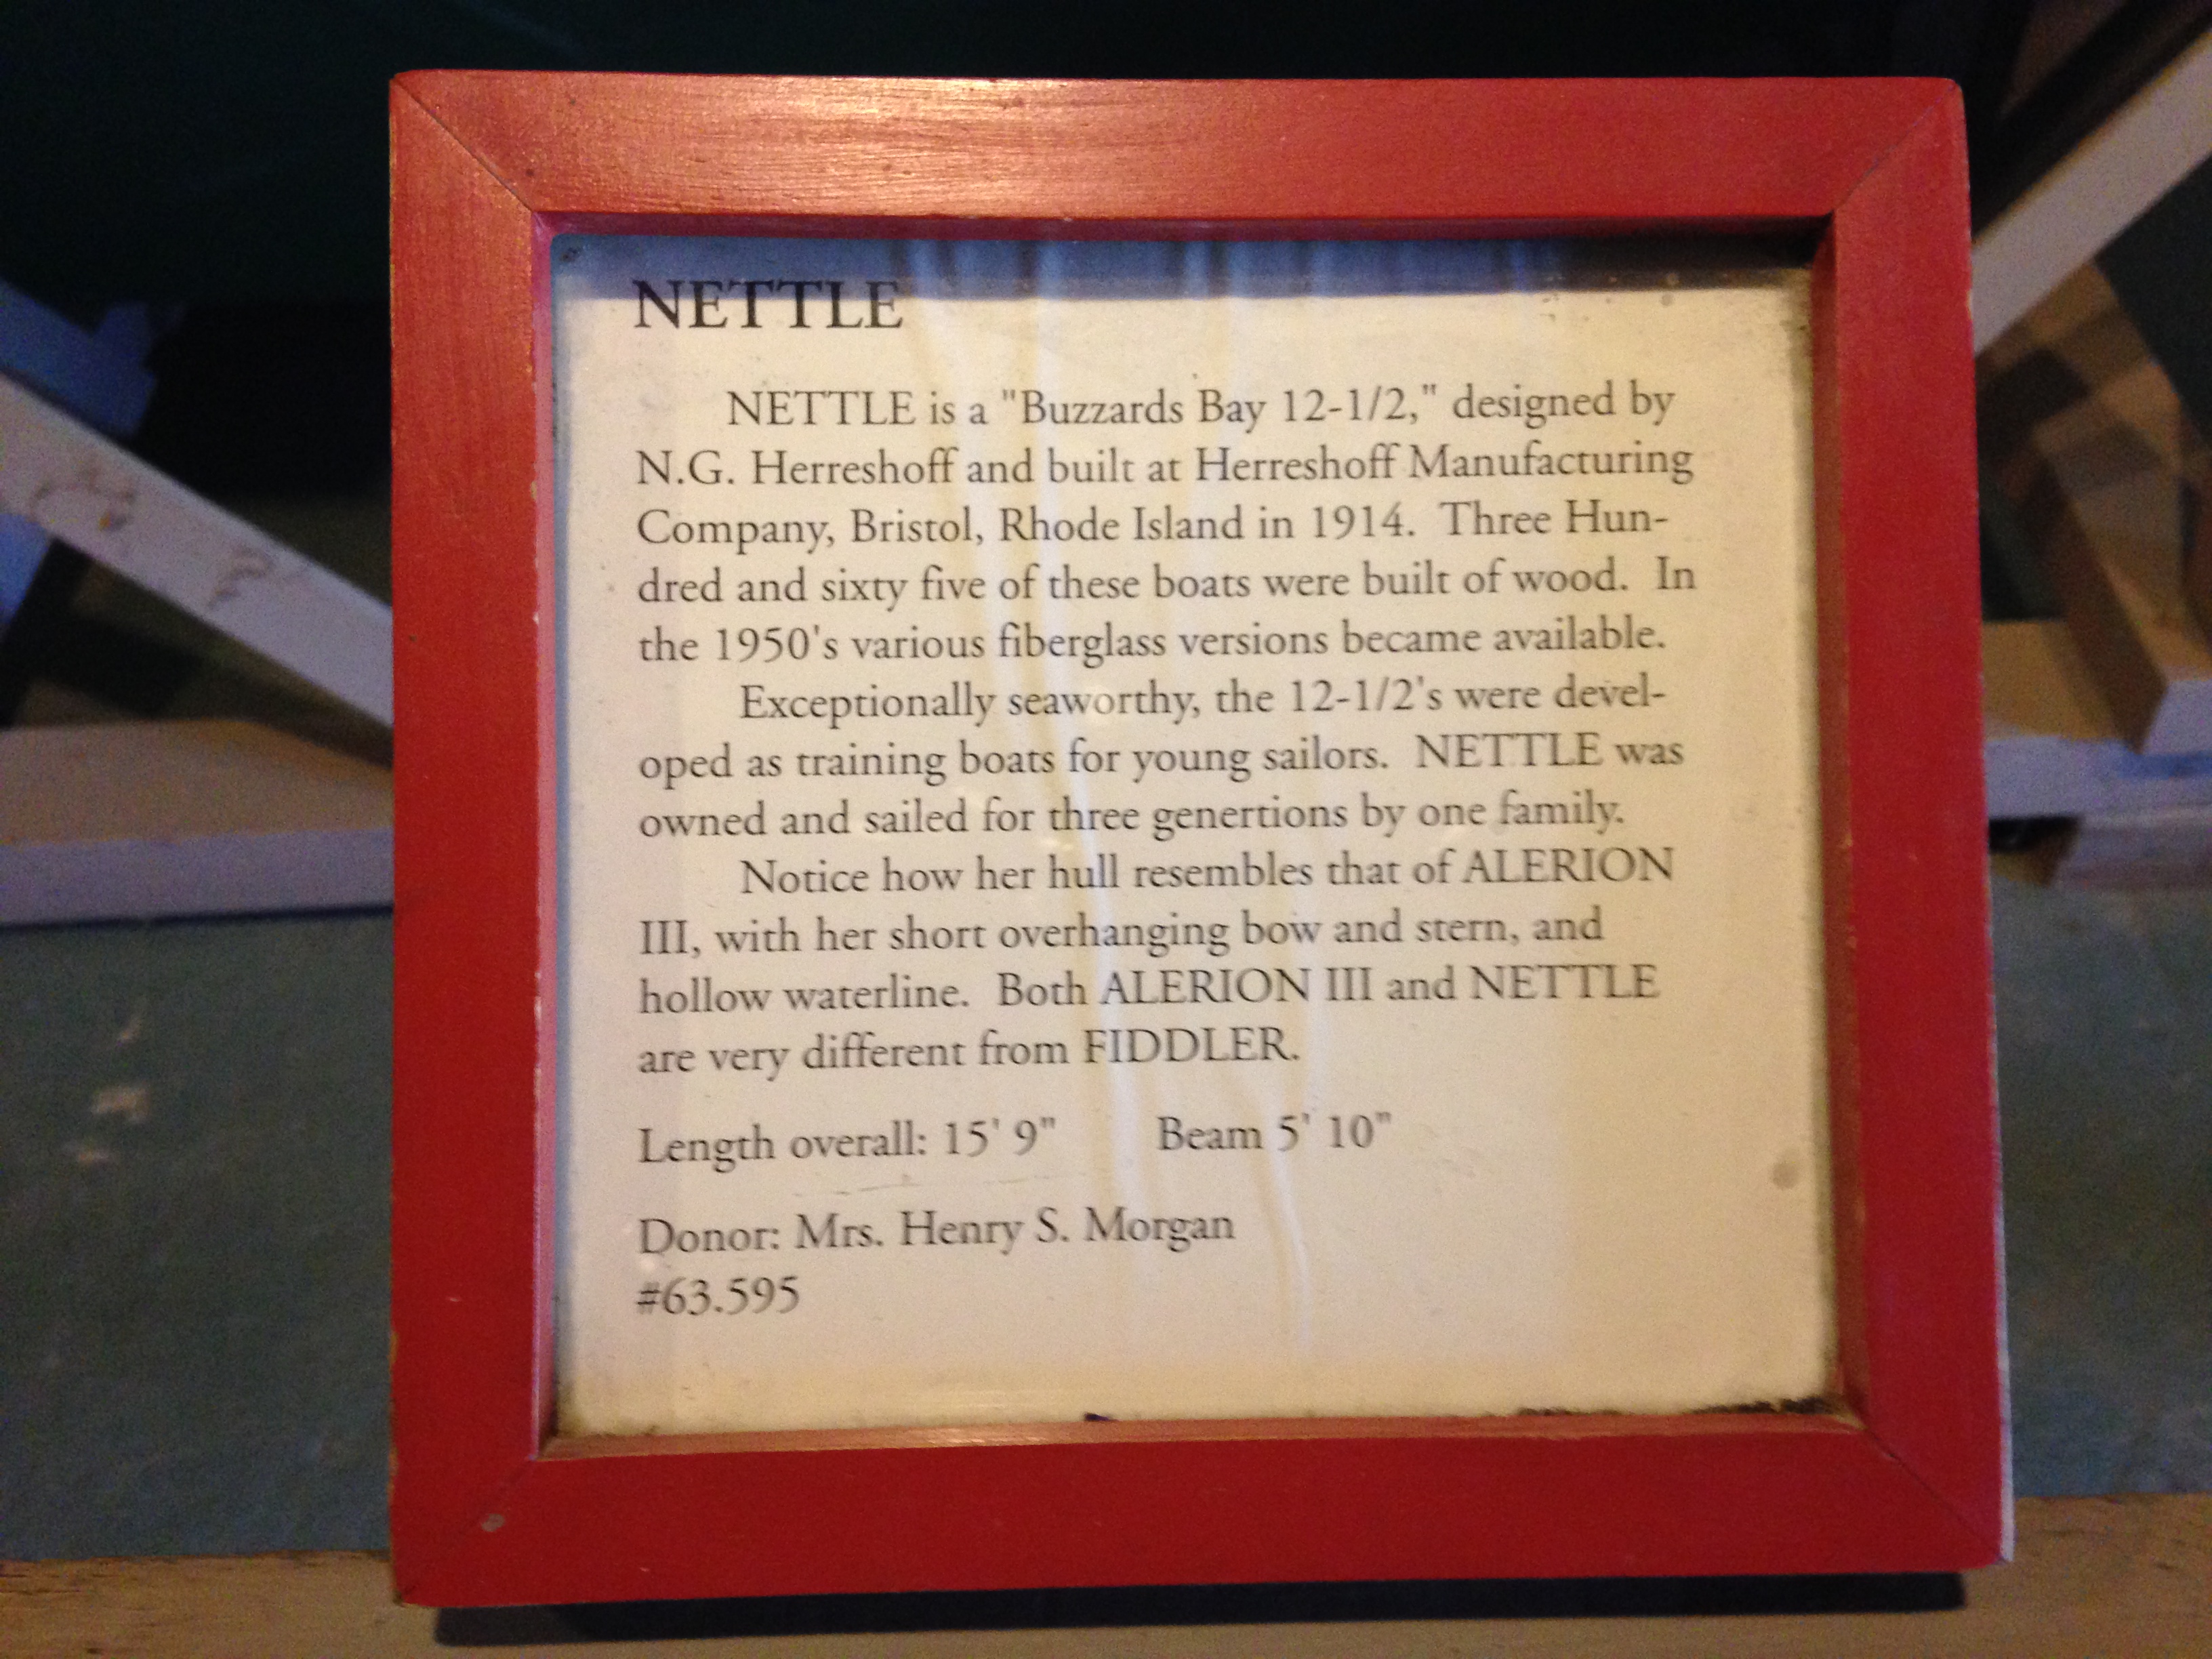 NETTLE
NETTLE is a "Buzzards Bay 12-1/2," designed by
N.G. Herreshoff and built at Herreshoff Manufacturing
Company, Bristol, Rhode Island in 1914. Three Hun-
dred and sixty five of these boats were built of wood. In
the 1950's various fiberglass versions became available.
Exceptionally seaworthy, the 12-1/2's were devel-
oped as training boats for young sailors. NETTLE was
owned and sailed for three genertions by one family.
Notice how her hull resembles that of ALERION
III, with her short overhanging bow and stern, and
hollow waterline. Both ALERION III and NETTLE
are very different from FIDDLER.
Length overall: 15' 9" Beam 5' 10"
Donor: Mrs. Henry S. Morgan
#63.595